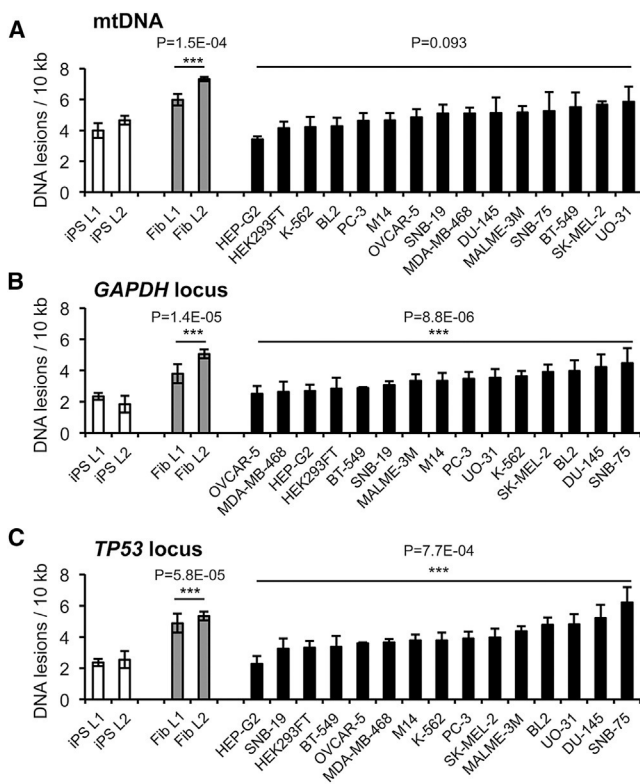 A
mtDNA
P=1.5E-04
***
P=0.093
DNA lesions / 10 kb
8
6
4
2
0
iPS L1
iPS L2
Fib L1
Fib L2
HEP-G2
HEK293FT
K-562
BL2
PC-3
M14
OVCAR-5
SNB-19
MDA-MB-468
DU-145
MALME-3M
SNB-75
BT-549
SK-MEL-2
UO-31
B
GAPDH locus
P=1.4E-05
***
P=8.8E-06
***
DNA lesions / 10 kb
8
6
4
2
0
iPS L1
iPS L2
Fib L1
Fib L2
OVCAR-5
MDA-MB-468
HEP-G2
HEK293FT
BT-549
SNB-19
MALME-3M
M14
PC-3
UO-31
K-562
SK-MEL-2
BL2
DU-145
SNB-75
C
TP53 locus
P=5.8E-05
***
P=7.7E-04
***
DNA lesions / 10 kb
8
6
4
2
0
iPS L1
iPS L2
Fib L1
Fib L2
HEP-G2
SNB-19
HEK293FT
BT-549
OVCAR-5
MDA-MB-468
M14
K-562
PC-3
SK-MEL-2
MALME-3M
BL2
UO-31
DU-145
SNB-75